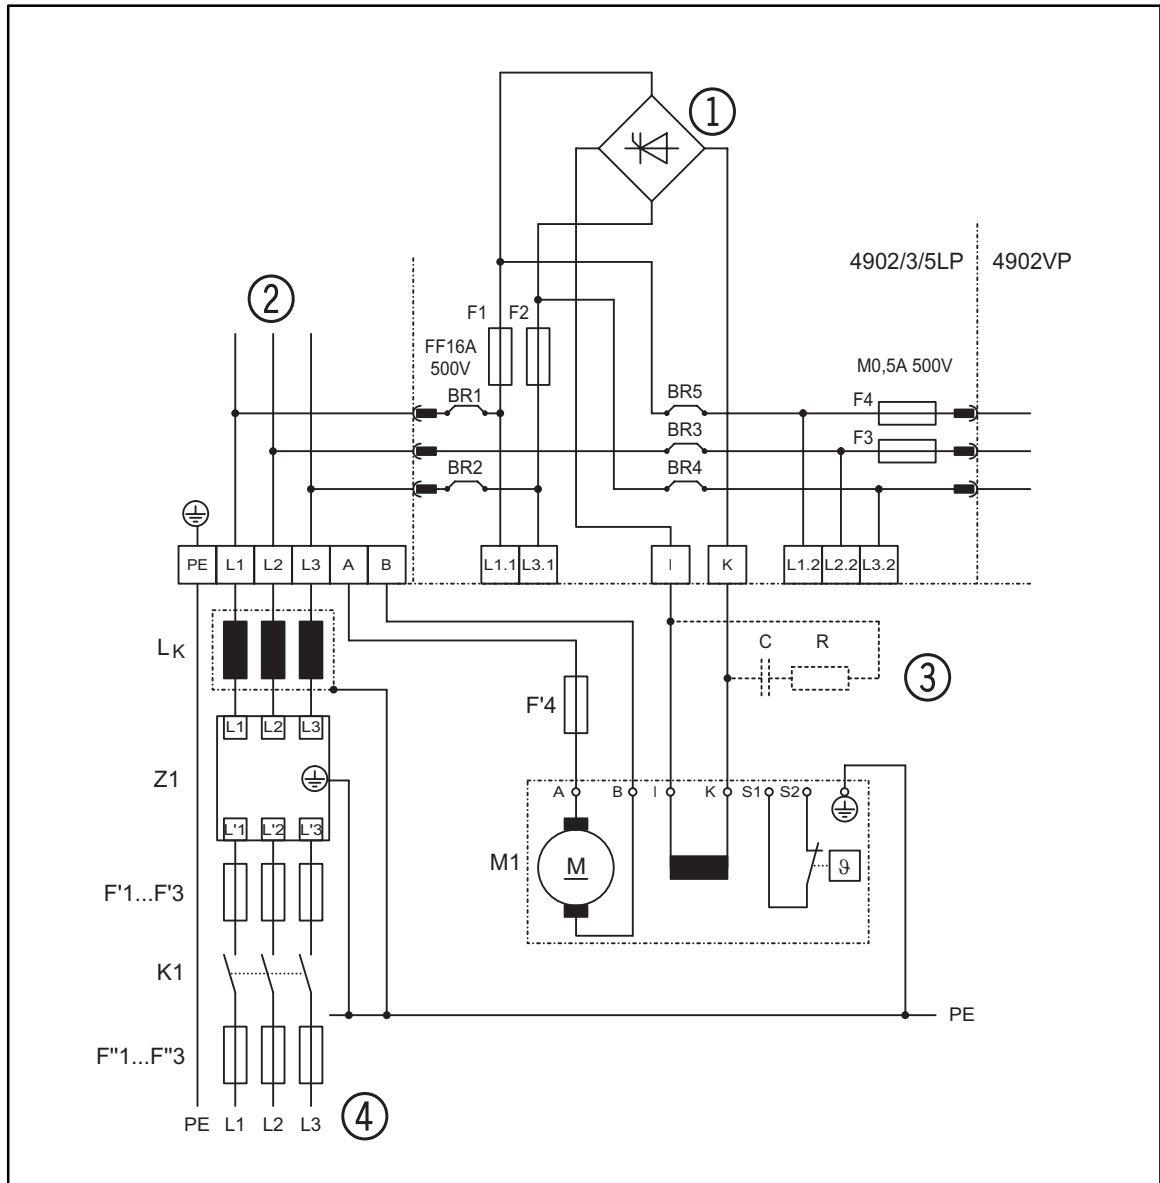 1
4902/3/5LP 4902VP
2
F1 F2
FF16A
500V
M0,5A 500V
BR1 BR5 F4
BR3 F3
BR2 BR4
PE L1 L2 L3 A B L1.1 L3.1 I K L1.2 L2.2 L3.2
LK
C R
3
F'4
L1 L2 L3
Z1
A B I K S1 S2
L'1 L'2 L'3
M1 M ϑ
F'1...F'3
K1
PE
F"1...F"3
PE L1 L2 L3 4